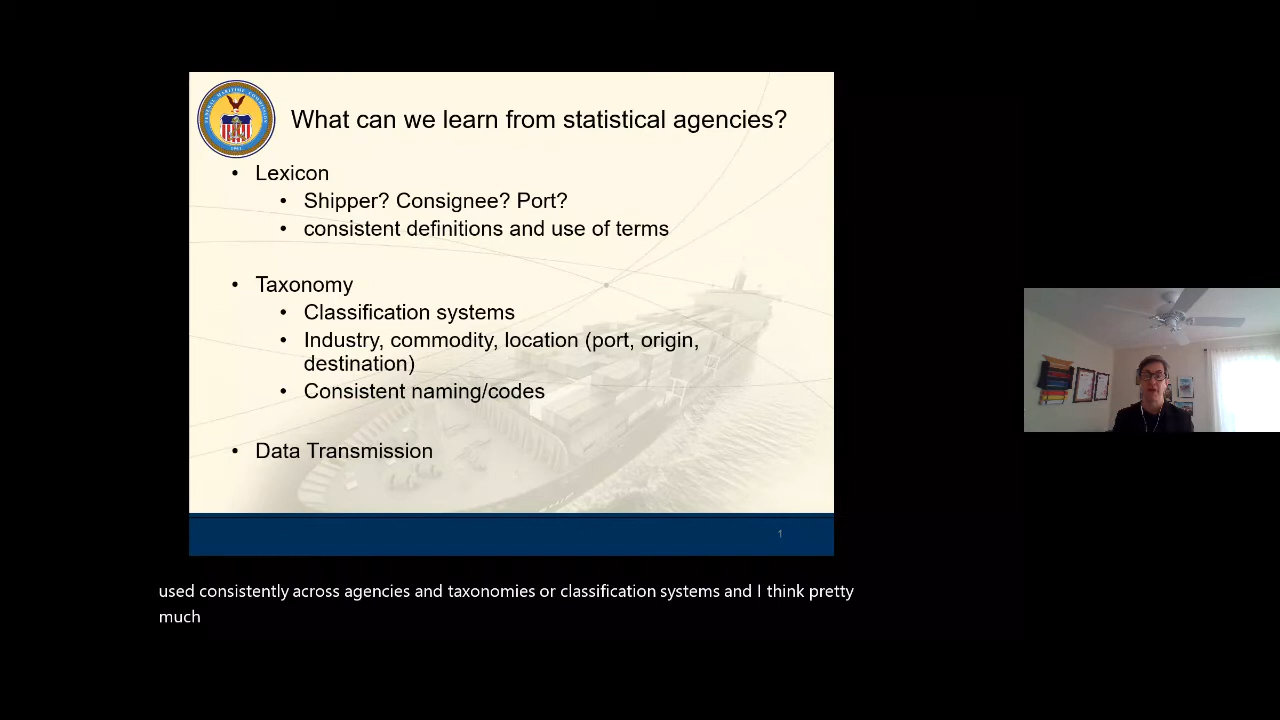 What can we learn from statistical agencies?
• Lexicon
• Shipper? Consignee? Port?
• consistent definitions and use of terms
• Taxonomy
• Classification systems
• Industry, commodity, location (port, origin,
destination)
• Consistent naming/codes
• Data Transmission
1
used consistently across agencies and taxonomies or classification systems and I think pretty
much